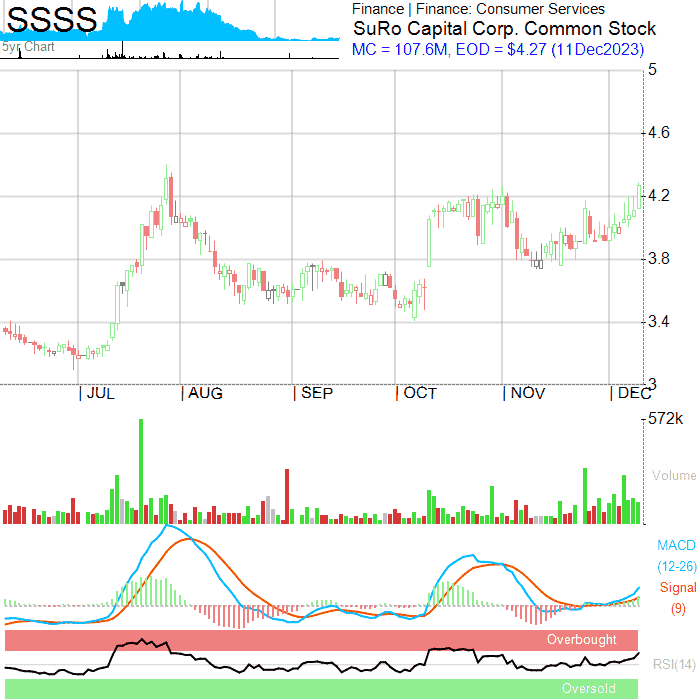 SSSS
5yr Chart
Finance | Finance: Consumer Services
SuRo Capital Corp. Common Stock
MC = 107.6M, EOD = $4.27 (11Dec2023)
5
4.6
4.2
3.8
3.4
3
| JUL | AUG | SEP | OCT | NOV | DEC
572k
Volume
MACD
(12-26)
Signal
(9)
Overbought
RSI(14)
Oversold